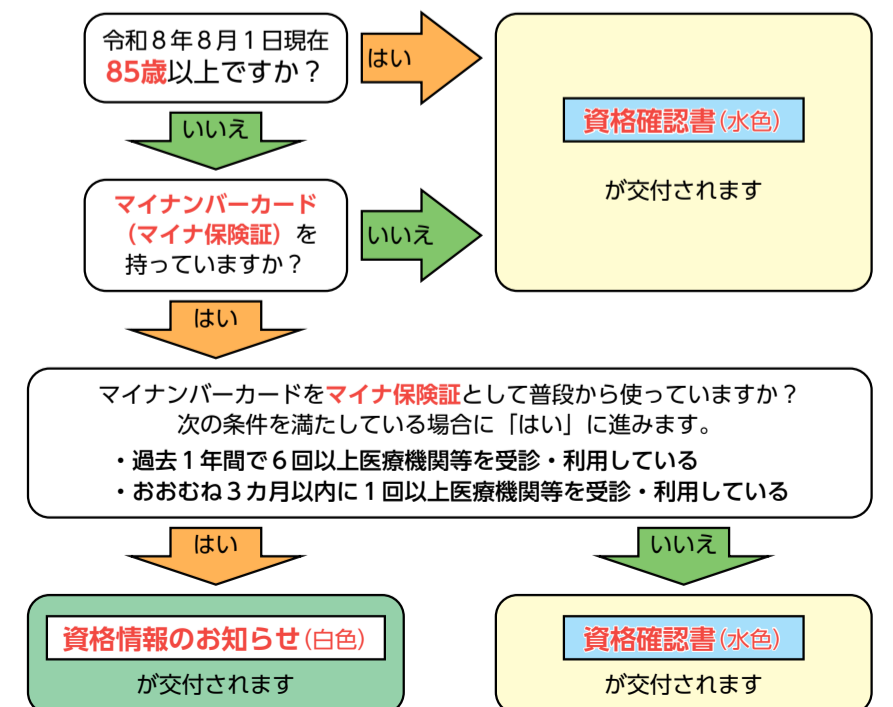 令和８年８月１日現在
85歳以上ですか？
はい
資格確認書(水色)
が交付されます
いいえ
マイナンバーカード
（マイナ保険証）を
持っていますか？
いいえ
はい
マイナンバーカードをマイナ保険証として普段から使っていますか？
次の条件を満たしている場合に「はい」に進みます。
・過去１年間で６回以上医療機関等を受診・利用している
・おおむね３カ月以内に１回以上医療機関等を受診・利用している
はい
いいえ
資格情報のお知らせ(白色)
が交付されます
資格確認書(水色)
が交付されます